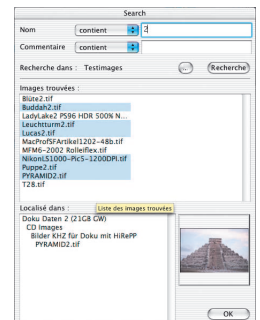 Search
Nom contient 2
Commentaire contient
Recherche dans : Testimages ... Recherche
Images trouvées :
Blüte2.tif
Buddah2.tif
LadyLake2 PS96 HDR 500% N...
Leuchtturm2.tif
Lucas2.tif
MacProfSFArtikel1202-48b.tif
MFM6-2002 Rolleiflex.tif
NikonLS1000-Pic5-1200DPI.tif
Puppe2.tif
PYRAMID2.tif
T28.tif
Liste des images trouvées
Localisé dans :
Doku Daten 2 (21GB GW)
CD Images
Bilder KHZ für Doku mit HiRePP
PYRAMID2.tif
OK